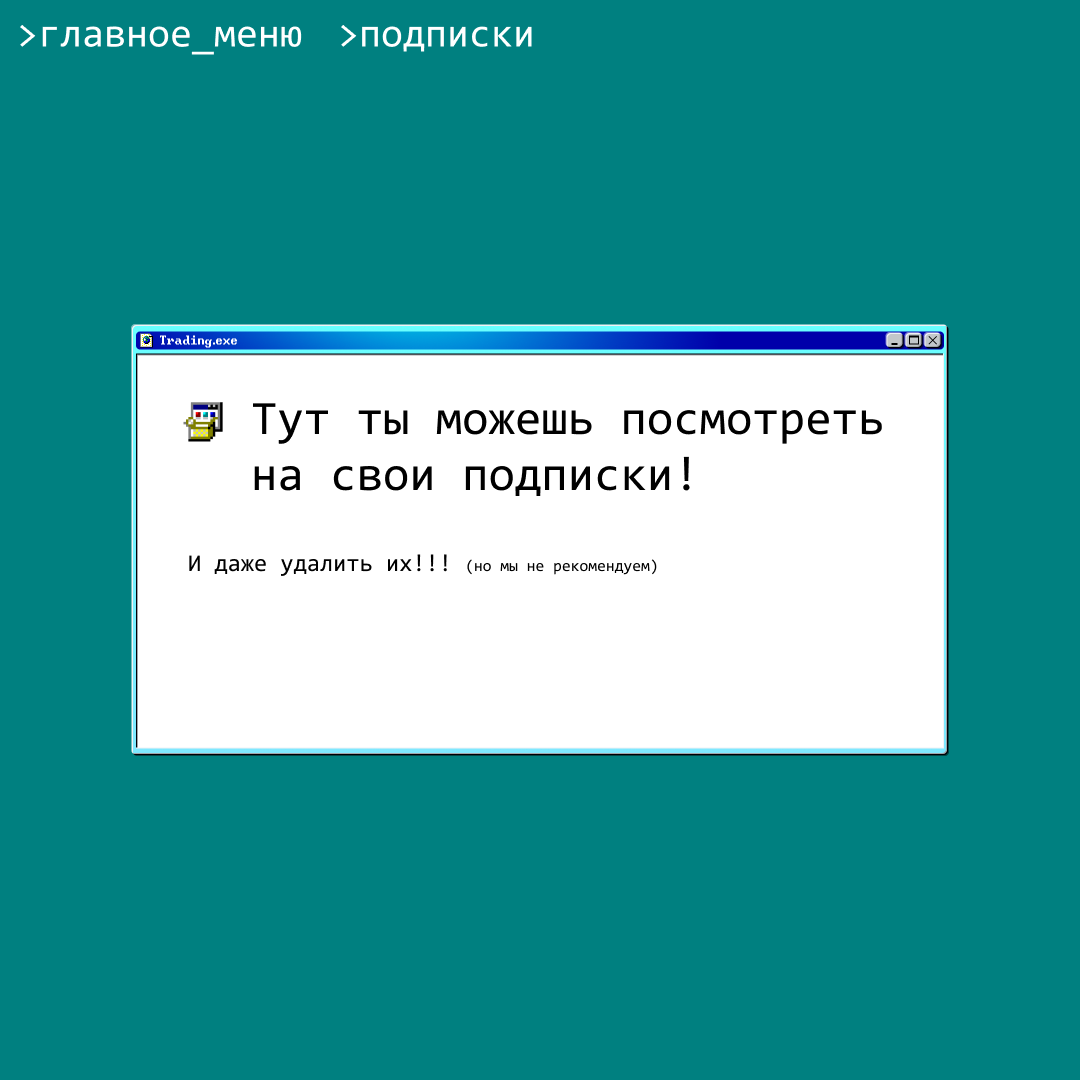 >главное_меню >подписки
Trading.exe
Тут ты можешь посмотреть
на свои подписки!
И даже удалить их!!! (но мы не рекомендуем)